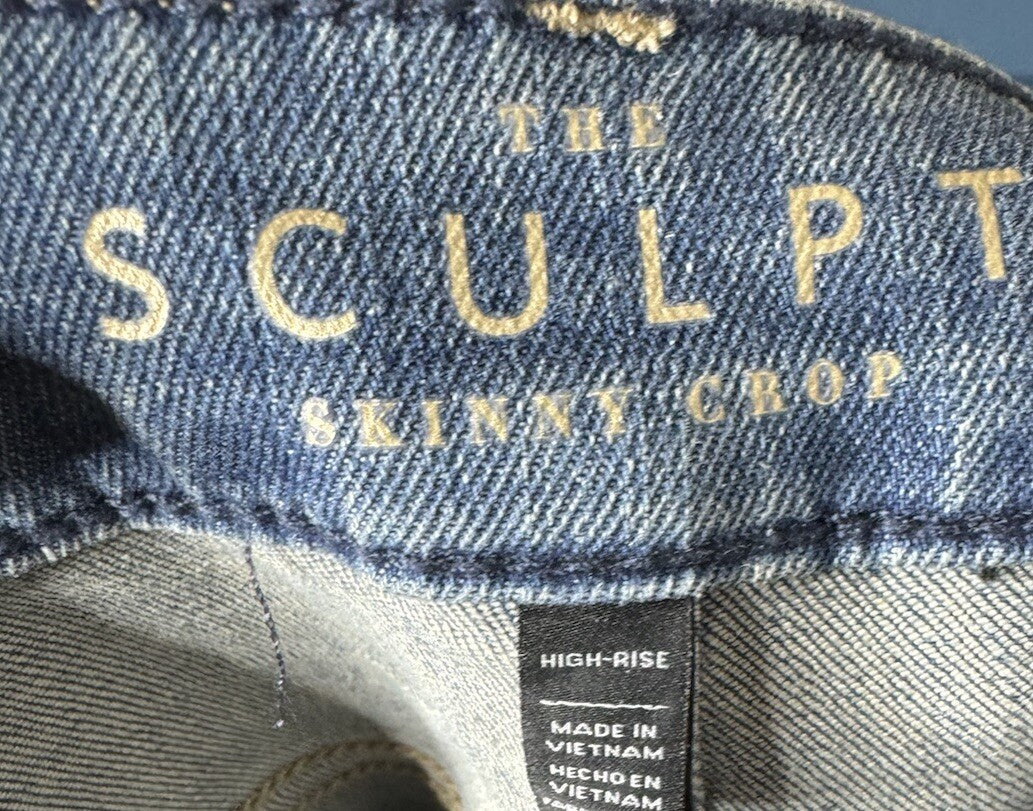 THE
SCULPT
SKINNY CROP
HIGH-RISE
MADE IN
VIETNAM
HECHO EN
VIETNAM